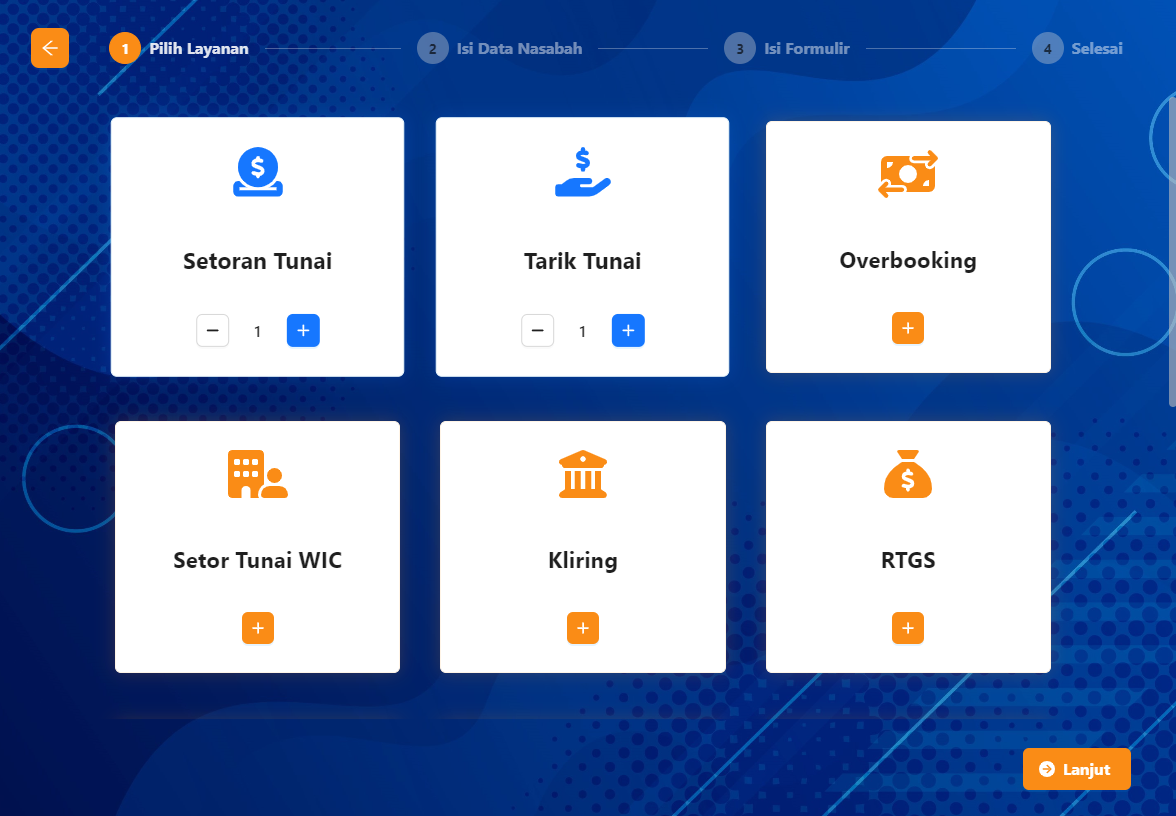 1 Pilih Layanan 2 Isi Data Nasabah 3 Isi Formulir 4 Selesai
$ $
Setoran Tunai Tarik Tunai Overbooking
− 1 + − 1 + +
$
Setor Tunai WIC Kliring RTGS
+ + +
Lanjut